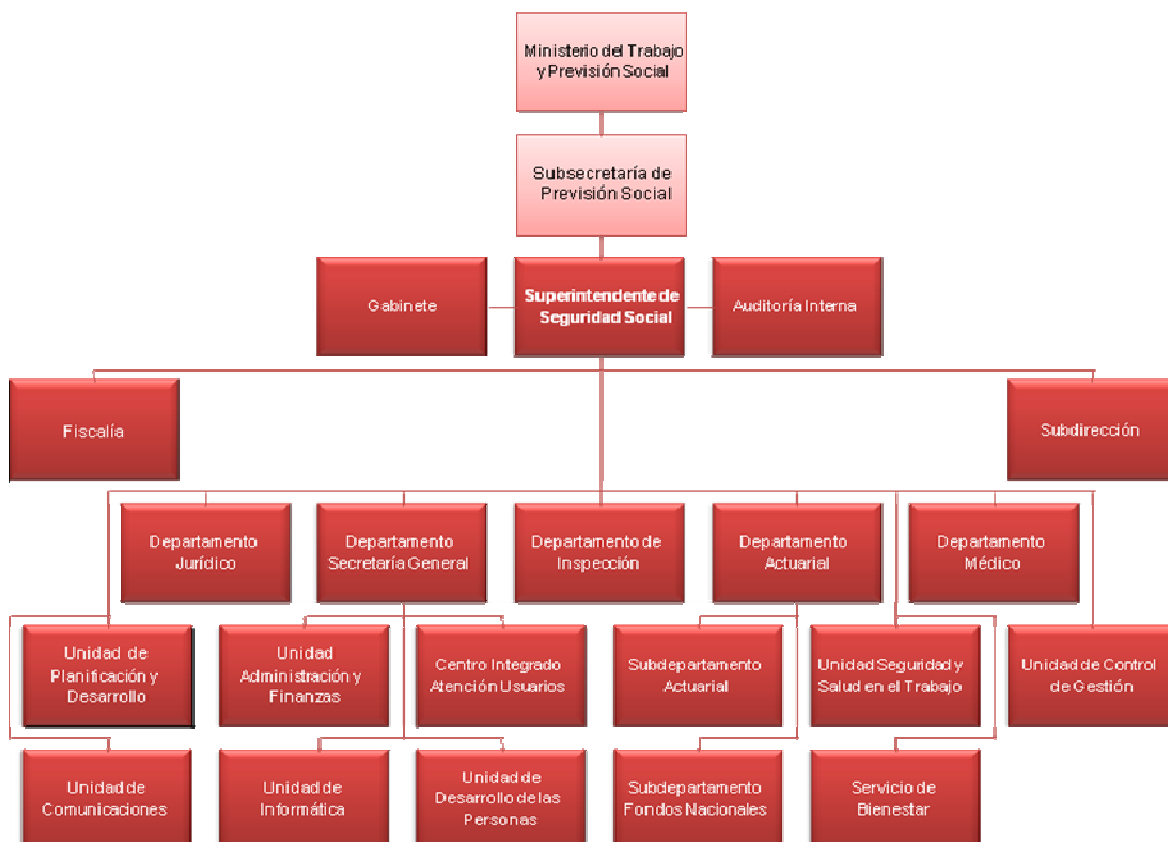 Ministerio del Trabajo
y Previsión Social
Subsecretaría de
Previsión Social
Gabinete
Superintendente de
Seguridad Social
Auditoría Interna
Fiscalía
Subdirección
Departamento
Jurídico
Departamento
Secretaría General
Departamento de
Inspección
Departamento
Actuarial
Departamento
Médico
Unidad de
Planificación y
Desarrollo
Unidad
Administración y
Finanzas
Centro Integrado
Atención Usuarios
Subdepartamento
Actuarial
Unidad Seguridad y
Salud en el Trabajo
Unidad de Control
de Gestión
Unidad de
Comunicaciones
Unidad de
Informática
Unidad de
Desarrollo de las
Personas
Subdepartamento
Fondos Nacionales
Servicio de
Bienestar